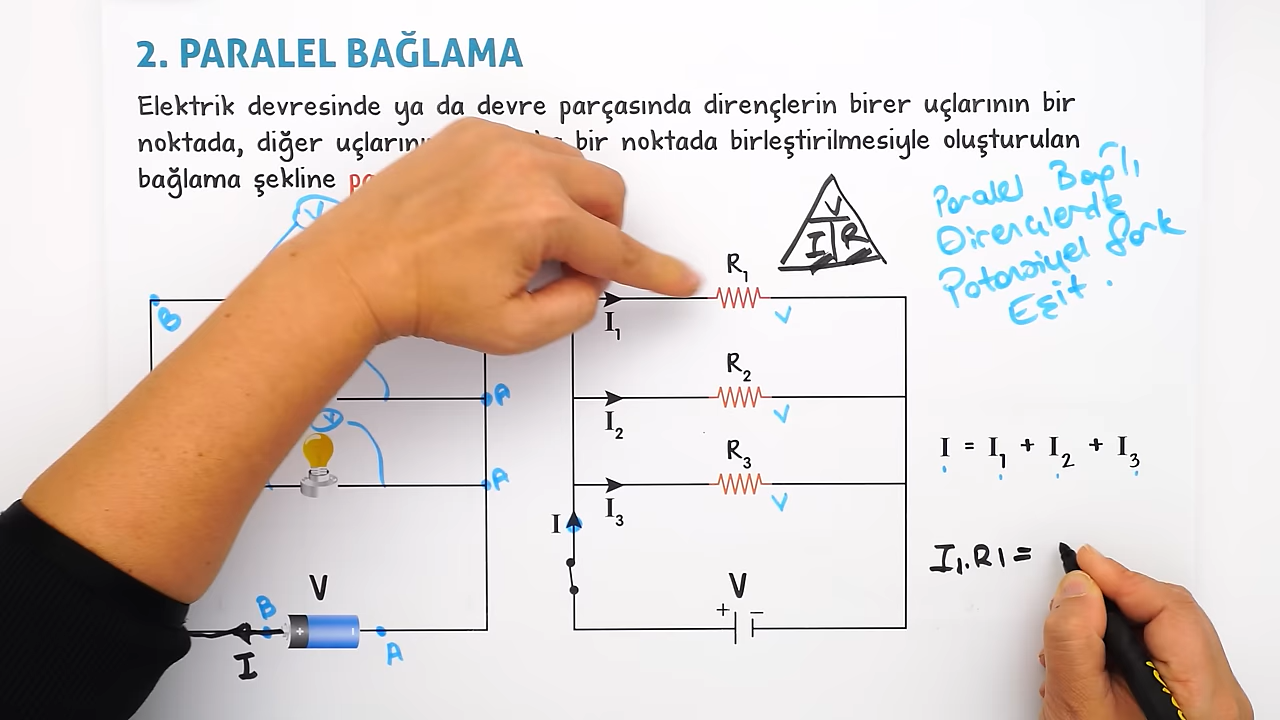 2. PARALEL BAĞLAMA
Elektrik devresinde ya da devre parçasında dirençlerin birer uçlarının bir
noktada, diğer uçlarının bir noktada birleştirilmesiyle oluşturulan
bağlama şekline
V
V
I R
Paralel Bağlı
Dirençlerde
Potansiyel fark
Eşit.
B
R1
I1
V
A
R2
I2
V
V
A
R3
I3
V
I = I1 + I2 + I3
I
I1.R1 =
V
B
+
-
A
I
V
+
-